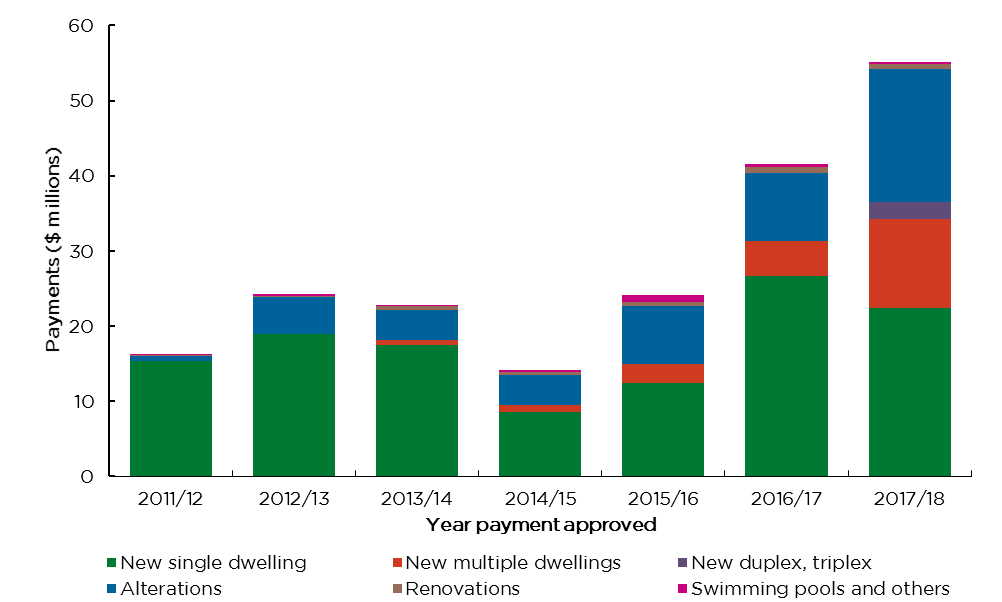 60
50
40
30
20
10
0
Payments ($ millions)
2011/12 2012/13 2013/14 2014/15 2015/16 2016/17 2017/18
Year payment approved
New single dwelling New multiple dwellings New duplex, triplex
Alterations Renovations Swimming pools and others